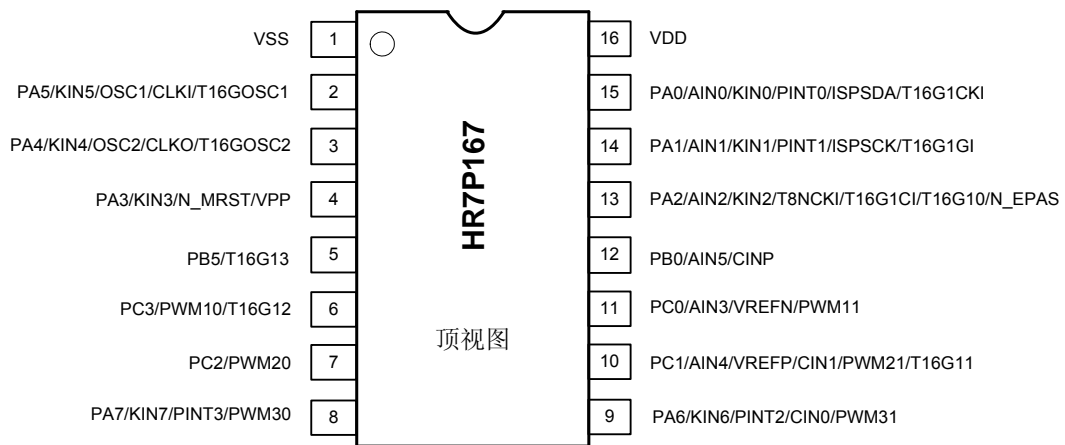 VSS 1 16 VDD
PA5/KIN5/OSC1/CLKI/T16GOSC1 2 15 PA0/AIN0/KIN0/PINT0/ISPSDA/T16G1CKI
PA4/KIN4/OSC2/CLKO/T16GOSC2 3 14 PA1/AIN1/KIN1/PINT1/ISPSCK/T16G1GI
PA3/KIN3/N_MRST/VPP 4 13 PA2/AIN2/KIN2/T8NCKI/T16G1CI/T16G10/N_EPAS
HR7P167
PB5/T16G13 5 12 PB0/AIN5/CINP
PC3/PWM10/T16G12 6 11 PC0/AIN3/VREFN/PWM11
顶视图
PC2/PWM20 7 10 PC1/AIN4/VREFP/CIN1/PWM21/T16G11
PA7/KIN7/PINT3/PWM30 8 9 PA6/KIN6/PINT2/CIN0/PWM31